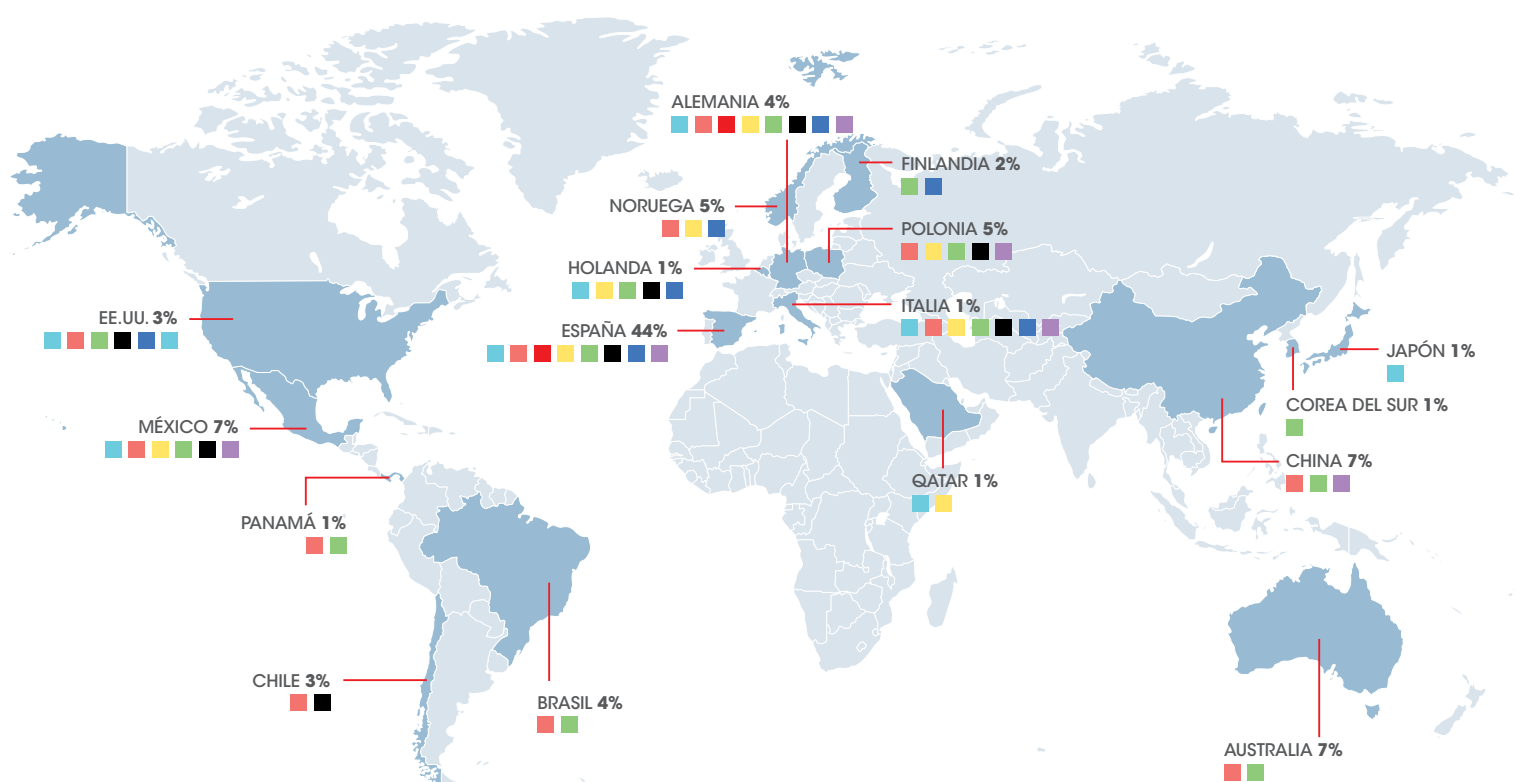 ALEMANIA 4%
FINLANDIA 2%
NORUEGA 5%
POLONIA 5%
HOLANDA 1%
ITALIA 1%
EE.UU. 3%
ESPAÑA 44%
JAPÓN 1%
COREA DEL SUR 1%
MÉXICO 7%
CHINA 7%
QATAR 1%
PANAMÁ 1%
CHILE 3%
BRASIL 4%
AUSTRALIA 7%